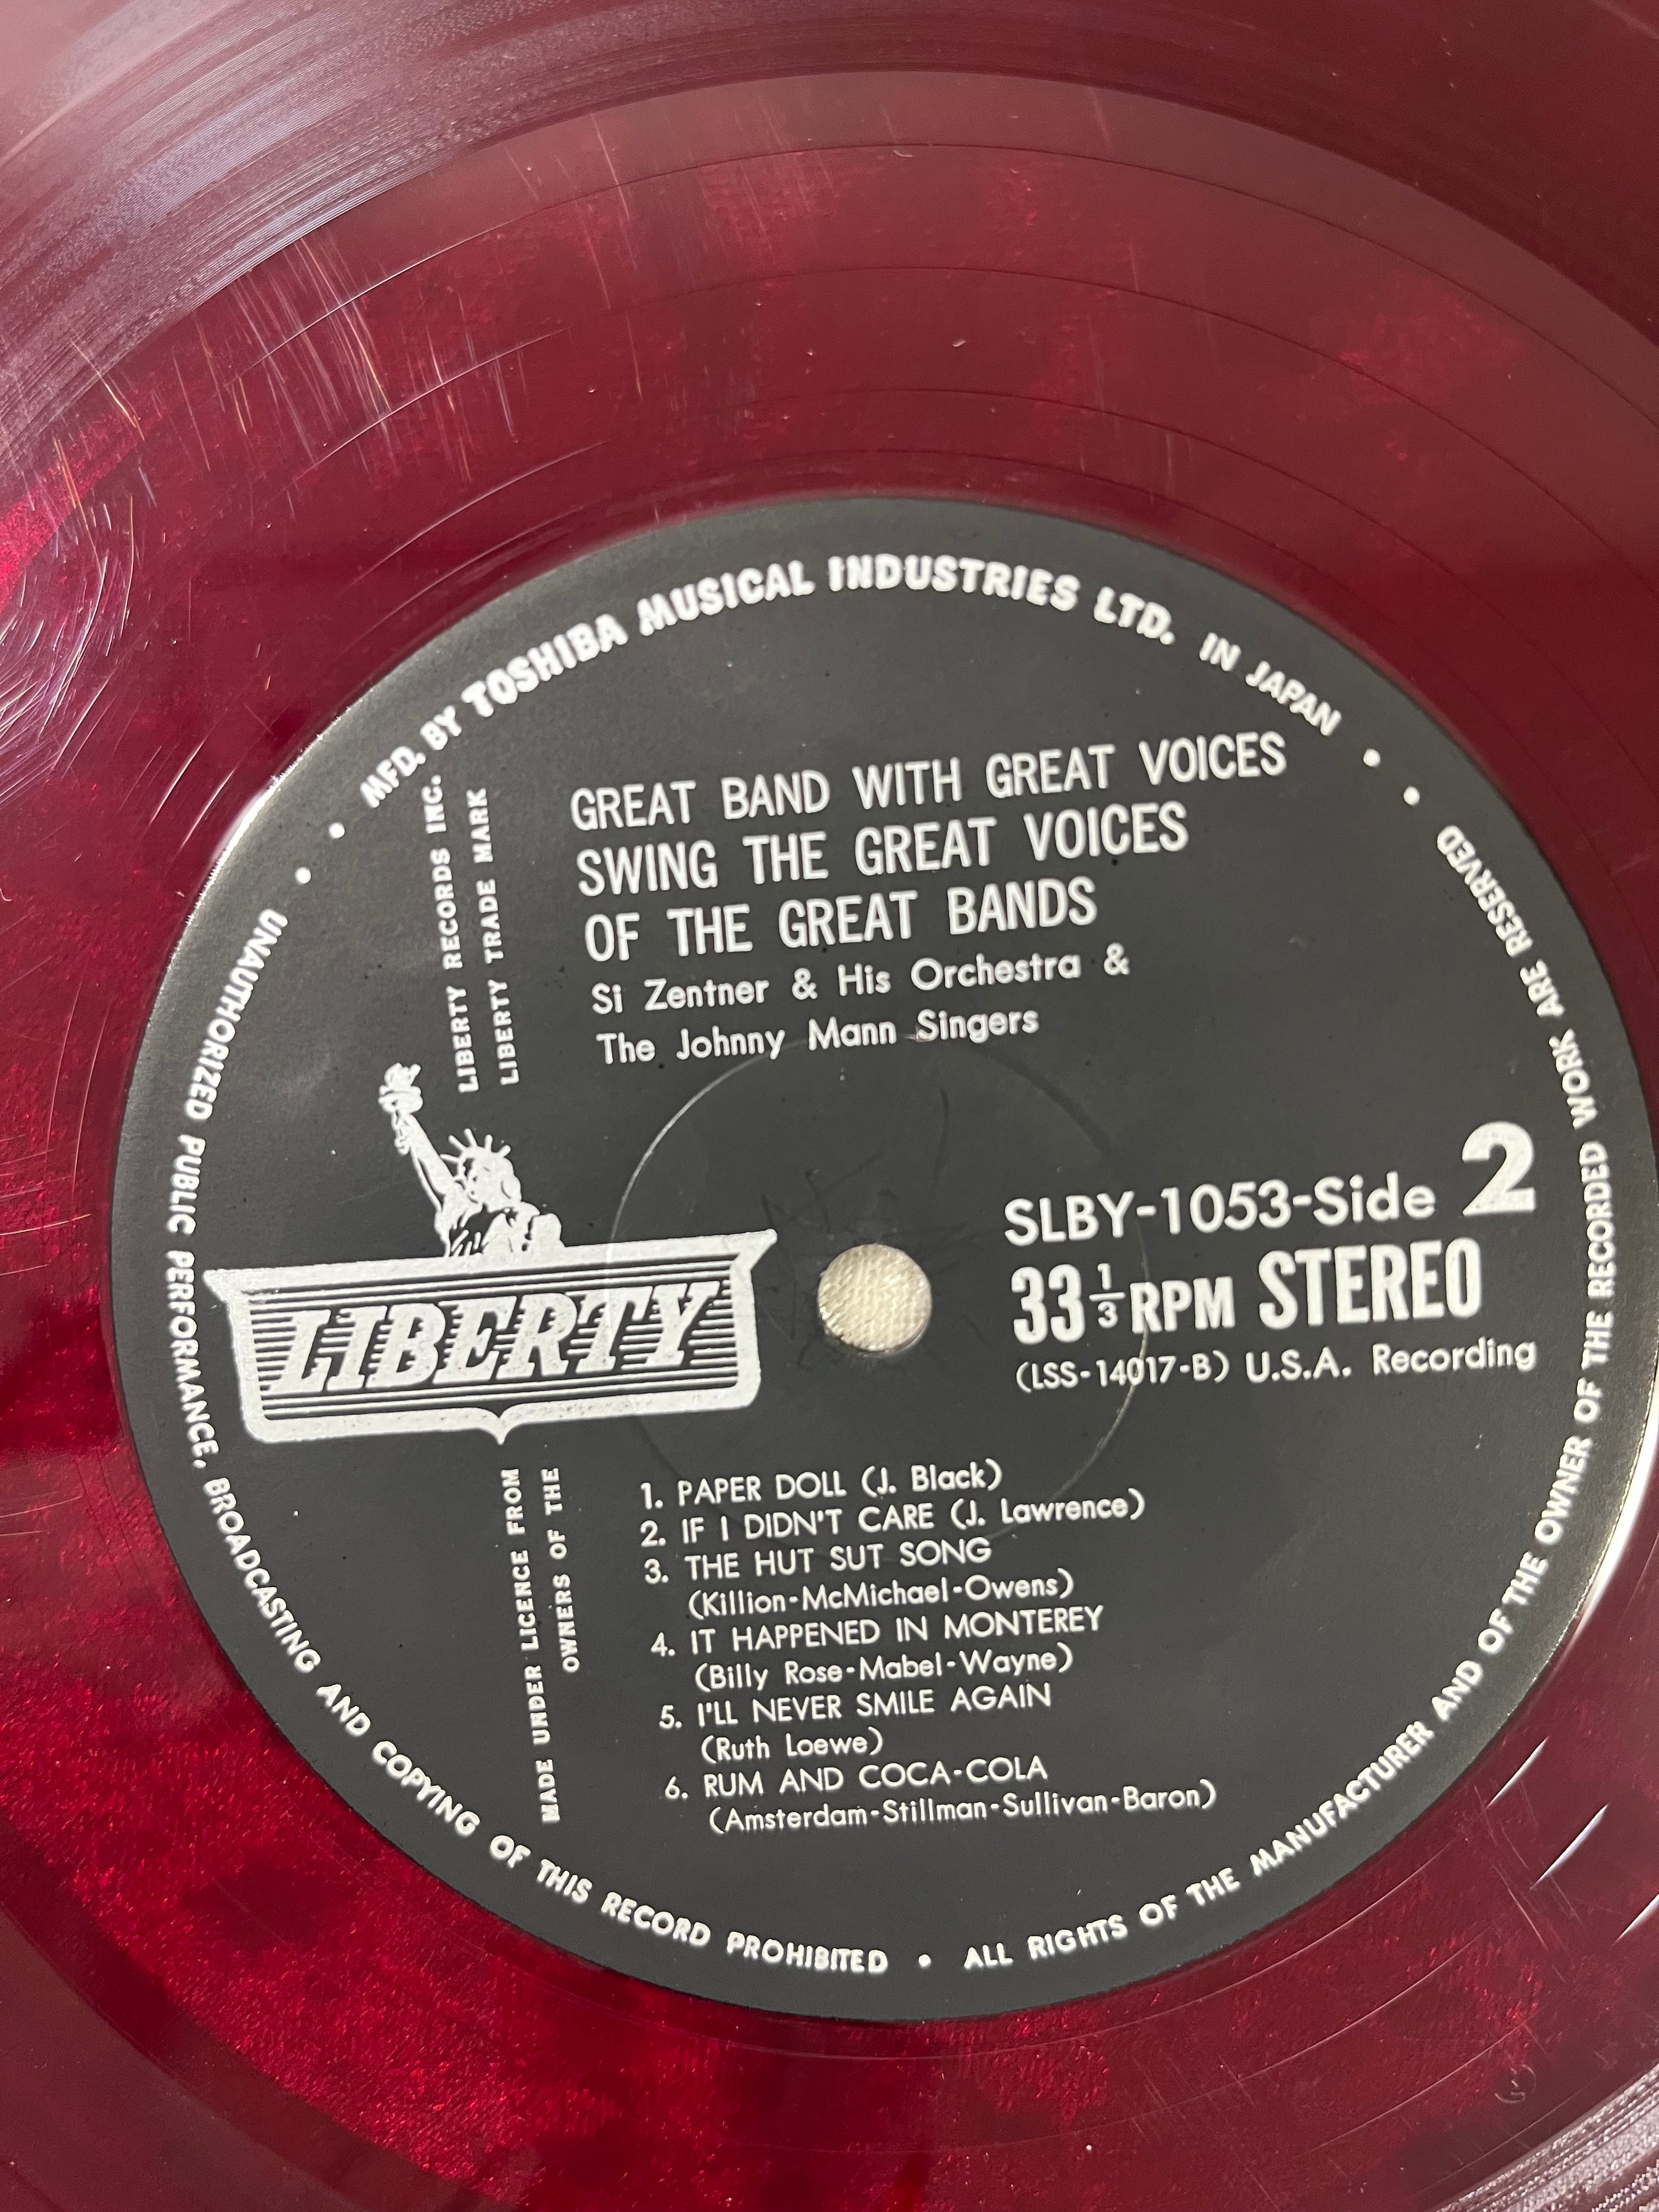 MFD. BY TOSHIBA MUSICAL INDUSTRIES LTD. IN JAPAN
LIBERTY RECORDS INC.
LIBERTY TRADE MARK
GREAT BAND WITH GREAT VOICES
SWING THE GREAT VOICES
OF THE GREAT BANDS
Si Zentner & His Orchestra &
The Johnny Mann Singers
LIBERTY
SLBY-1053-Side 2
33 1/3 RPM STEREO
(LSS-14017-B) U.S.A. Recording
MADE UNDER LICENCE FROM
OWNERS OF THE
1. PAPER DOLL (J. Black)
2. IF I DIDN'T CARE (J. Lawrence)
3. THE HUT SUT SONG
(Killion-McMichael-Owens)
4. IT HAPPENED IN MONTEREY
(Billy Rose-Mabel-Wayne)
5. I'LL NEVER SMILE AGAIN
(Ruth Loewe)
6. RUM AND COCA-COLA
(Amsterdam-Stillman-Sullivan-Baron)
UNAUTHORIZED PUBLIC PERFORMANCE, BROADCASTING AND COPYING OF THIS RECORD PROHIBITED • ALL RIGHTS OF THE MANUFACTURER AND OF THE OWNER OF THE RECORDED WORK ARE RESERVED